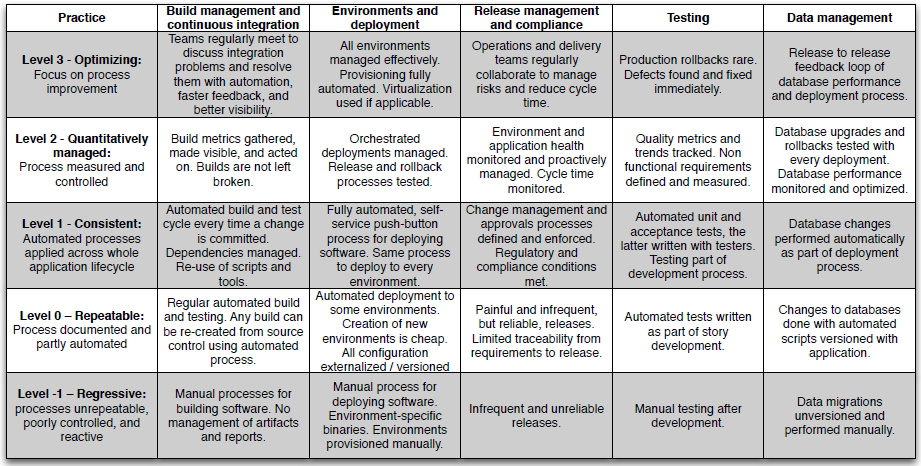 Practice
Build management and
continuous integration
Environments and
deployment
Release management
and compliance
Testing
Data management
Level 3 - Optimizing:
Focus on process
improvement
Teams regularly meet to
discuss integration
problems and resolve
them with automation,
faster feedback, and
better visibility.
All environments
managed effectively.
Provisioning fully
automated. Virtualization
used if applicable.
Operations and delivery
teams regularly
collaborate to manage
risks and reduce cycle
time.
Production rollbacks rare.
Defects found and fixed
immediately.
Release to release
feedback loop of
database performance
and deployment process.
Level 2 - Quantitatively
managed:
Process measured and
controlled
Build metrics gathered,
made visible, and acted
on. Builds are not left
broken.
Orchestrated
deployments managed.
Release and rollback
processes tested.
Environment and
application health
monitored and proactively
managed. Cycle time
monitored.
Quality metrics and
trends tracked. Non
functional requirements
defined and measured.
Database upgrades and
rollbacks tested with
every deployment.
Database performance
monitored and optimized.
Level 1 - Consistent:
Automated processes
applied across whole
application lifecycle
Automated build and test
cycle every time a change
is committed.
Dependencies managed.
Re-use of scripts and
tools.
Fully automated, self-
service push-button
process for deploying
software. Same process
to deploy to every
environment.
Change management and
approvals processes
defined and enforced.
Regulatory and
compliance conditions
met.
Automated unit and
acceptance tests, the
latter written with testers.
Testing part of
development process.
Database changes
performed automatically
as part of deployment
process.
Level 0 – Repeatable:
Process documented and
partly automated
Regular automated build
and testing. Any build can
be re-created from source
control using automated
process.
Automated deployment to
some environments.
Creation of new
environments is cheap.
All configuration
externalized / versioned
Painful and infrequent,
but reliable, releases.
Limited traceability from
requirements to release.
Automated tests written
as part of story
development.
Changes to databases
done with automated
scripts versioned with
application.
Level -1 – Regressive:
processes unrepeatable,
poorly controlled, and
reactive
Manual processes for
building software. No
management of artifacts
and reports.
Manual process for
deploying software.
Environment-specific
binaries. Environments
provisioned manually.
Infrequent and unreliable
releases.
Manual testing after
development.
Data migrations
unversioned and
performed manually.